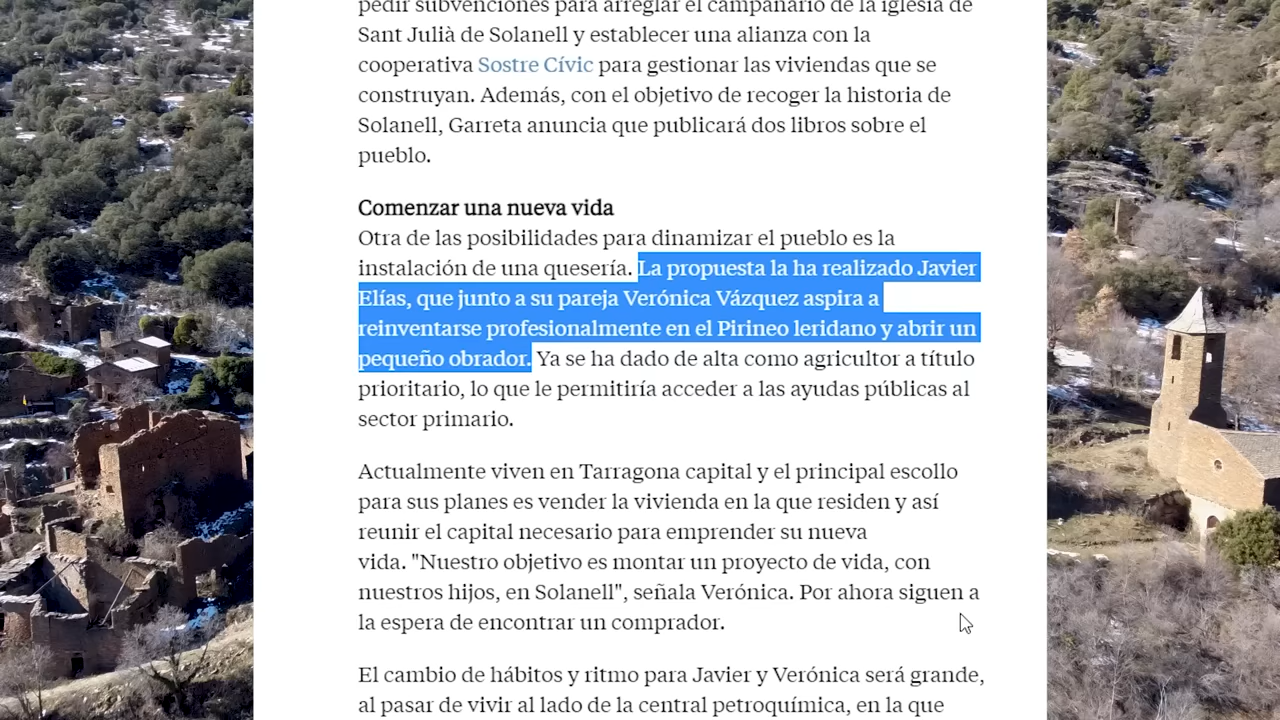 pedir subvenciones para arreglar el campanario de la iglesia de
Sant Julià de Solanell y establecer una alianza con la
cooperativa Sostre Cívic para gestionar las viviendas que se
construyan. Además, con el objetivo de recoger la historia de
Solanell, Garreta anuncia que publicará dos libros sobre el
pueblo.
Comenzar una nueva vida
Otra de las posibilidades para dinamizar el pueblo es la
instalación de una quesería. La propuesta la ha realizado Javier
Elías, que junto a su pareja Verónica Vázquez aspira a
reinventarse profesionalmente en el Pirineo leridano y abrir un
pequeño obrador. Ya se ha dado de alta como agricultor a título
prioritario, lo que le permitiría acceder a las ayudas públicas al
sector primario.
Actualmente viven en Tarragona capital y el principal escollo
para sus planes es vender la vivienda en la que residen y así
reunir el capital necesario para emprender su nueva
vida. "Nuestro objetivo es montar un proyecto de vida, con
nuestros hijos, en Solanell", señala Verónica. Por ahora siguen a
la espera de encontrar un comprador.
El cambio de hábitos y ritmo para Javier y Verónica será grande,
al pasar de vivir al lado de la central petroquímica, en la que